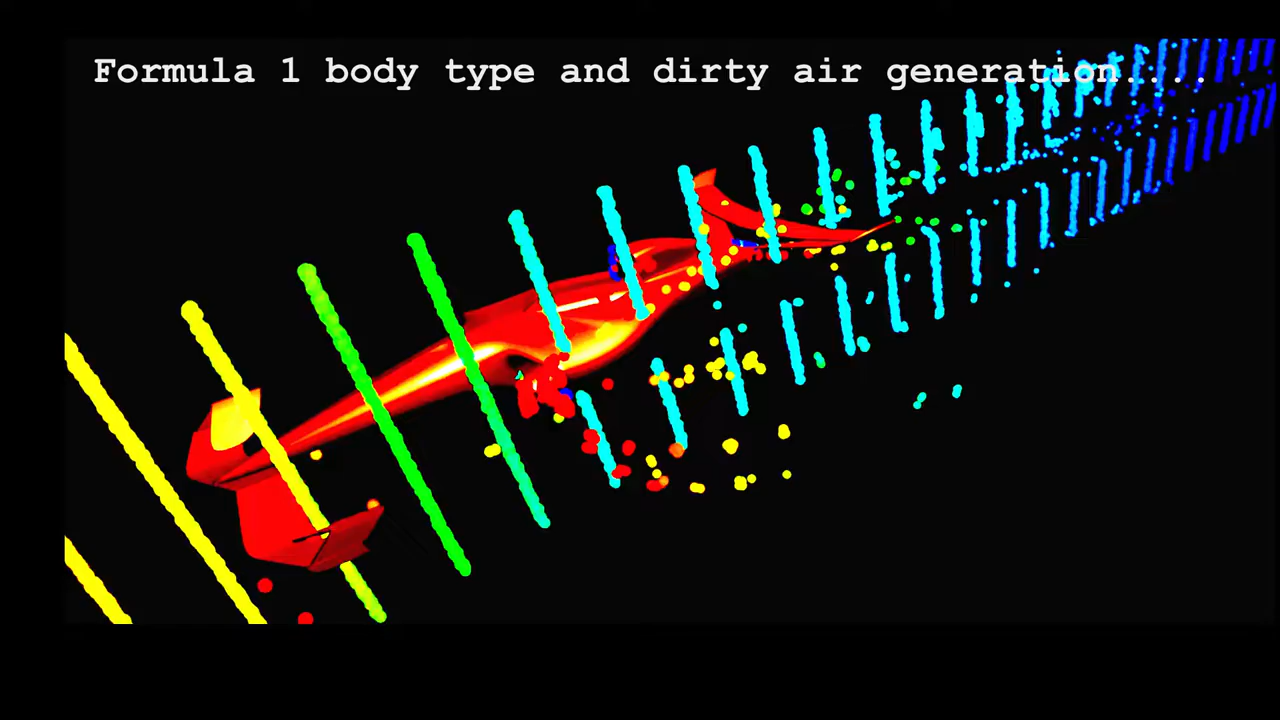 Formula 1 body type and dirty air generation....